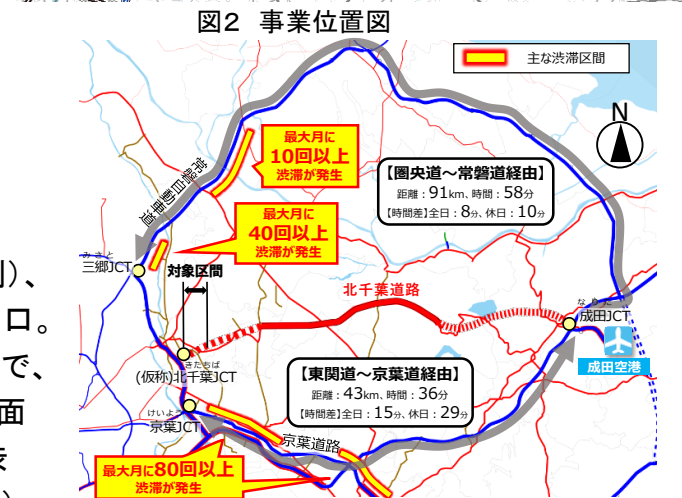 図2 事業位置図
主な渋滞区間
N
最大月に
10回以上
渋滞が発生
常磐自動車道
【圏央道～常磐道経由】
距離：91km、時間：58分
【時間差】全日：8分、休日：10分
最大月に
40回以上
渋滞が発生
みさと
三郷JCT
対象区間
北千葉道路
なりた
成田JCT
成田空港
きたちば
(仮称)北千葉JCT
【東関道～京葉道経由】
距離：43km、時間：36分
【時間差】全日：15分、休日：29分
けいよう
京葉JCT
京葉道路
最大月に80回以上
渋滞が発生
)、
口。
で、
面